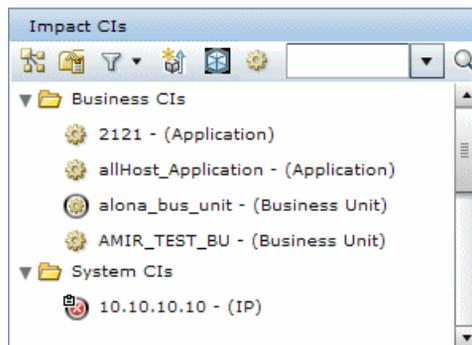 Impact CIs
Business CIs
2121 - (Application)
allHost_Application - (Application)
alona_bus_unit - (Business Unit)
AMIR_TEST_BU - (Business Unit)
System CIs
10.10.10.10 - (IP)